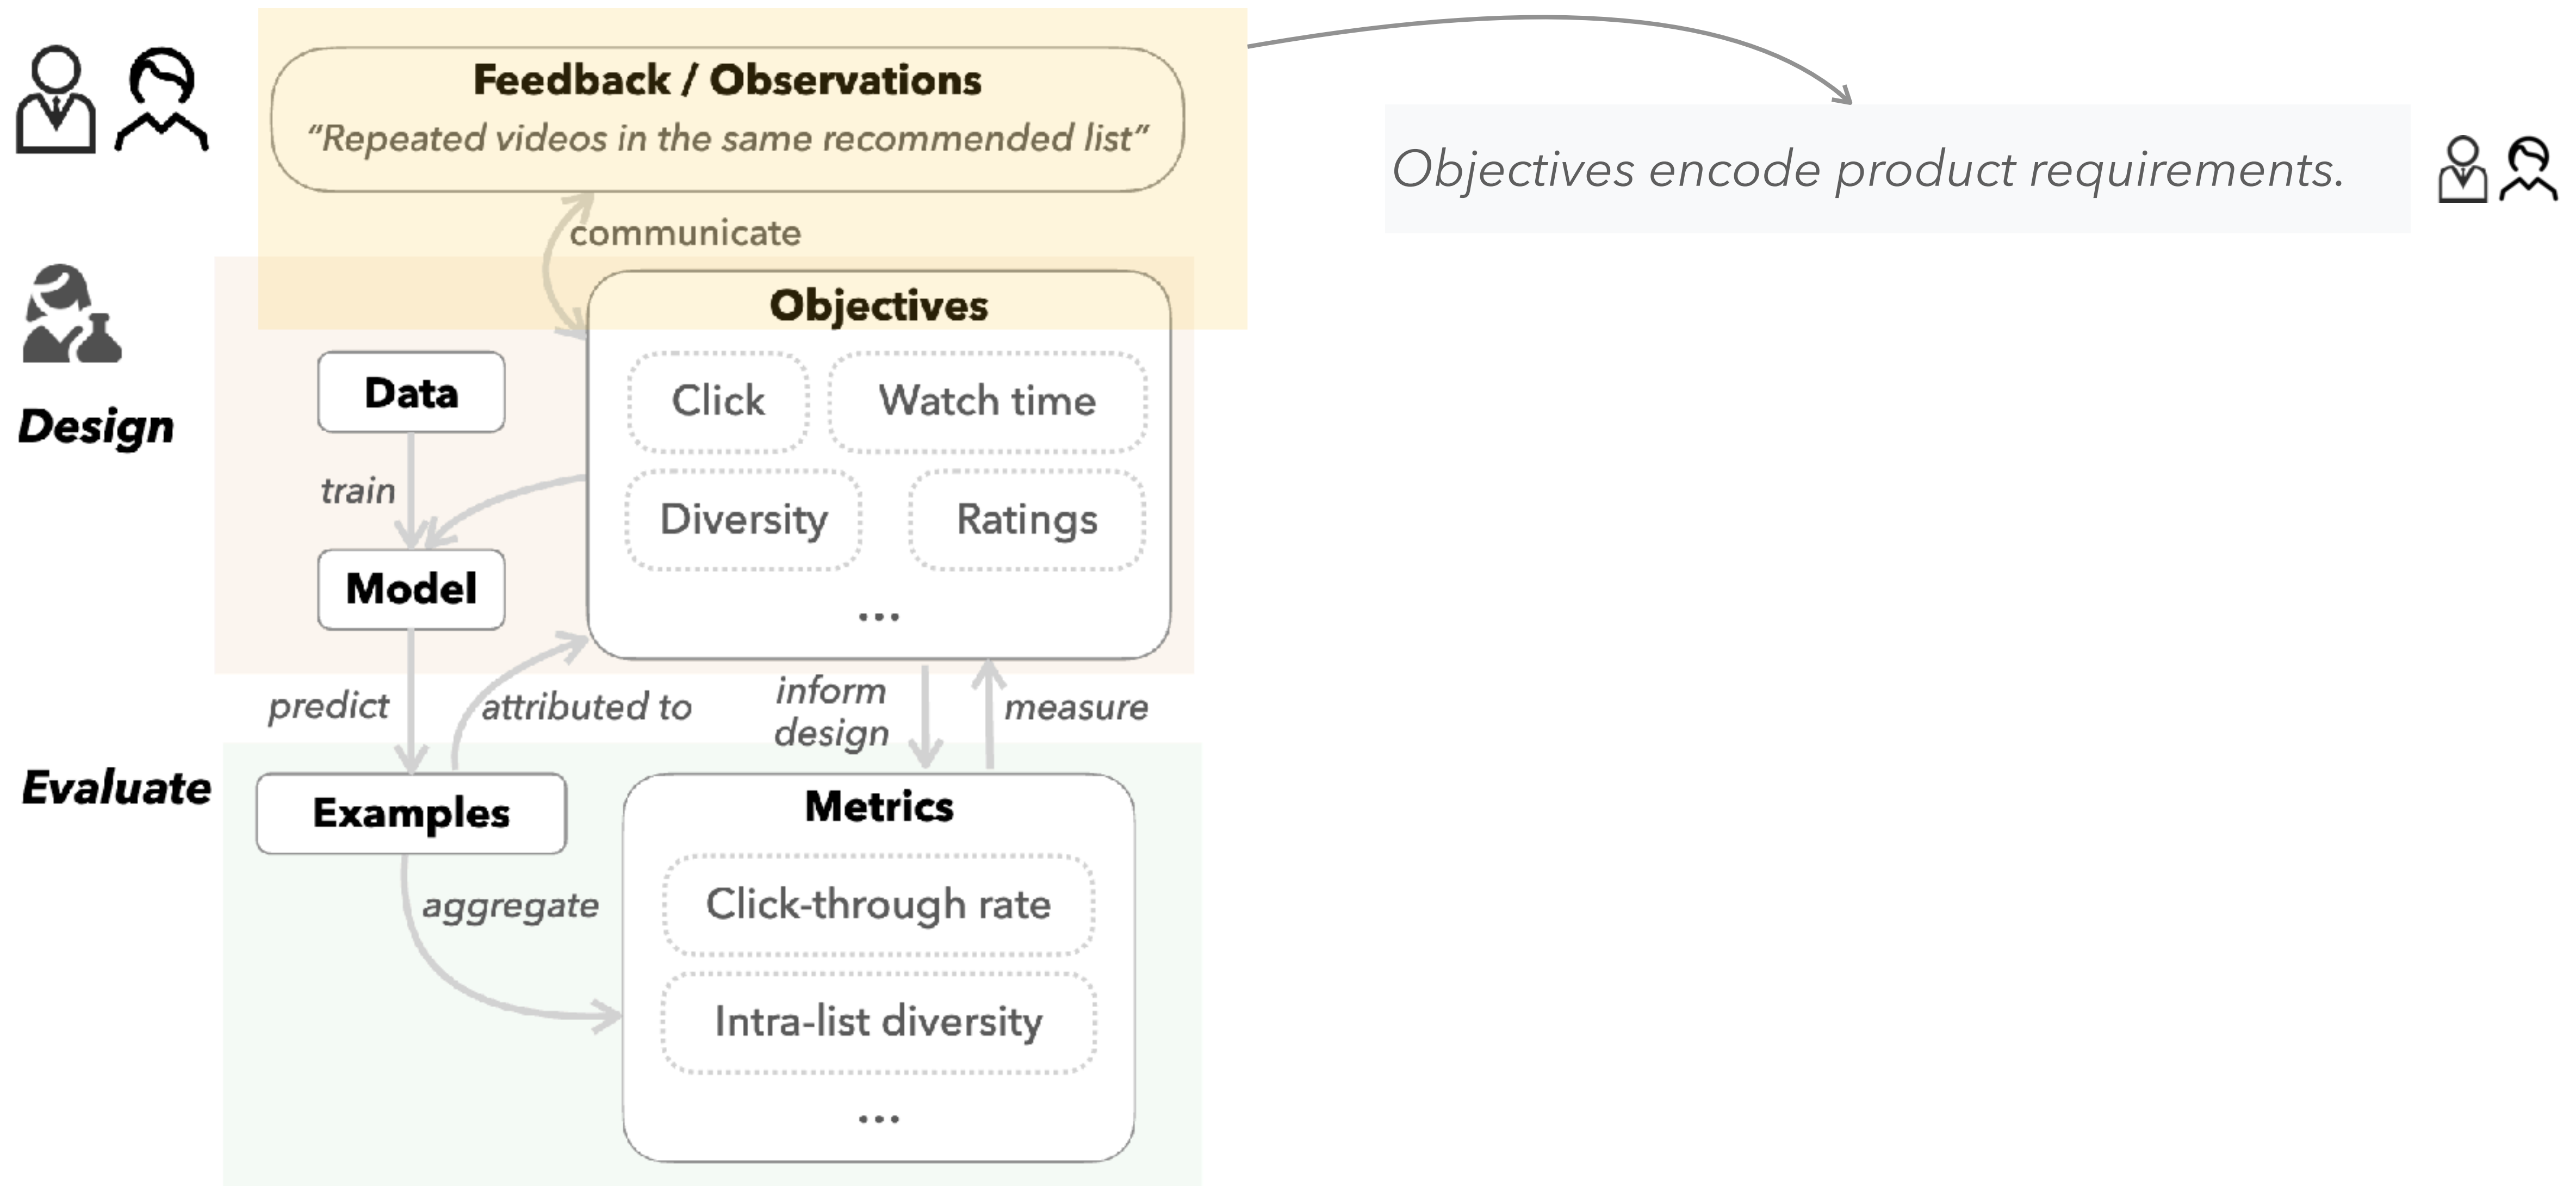 Feedback / Observations
“Repeated videos in the same recommended list”
Objectives encode product requirements.
communicate
Objectives
Design
Data
Click
Watch time
train
Diversity
Ratings
Model
...
predict
attributed to
inform
design
measure
Evaluate
Examples
Metrics
aggregate
Click-through rate
Intra-list diversity
...